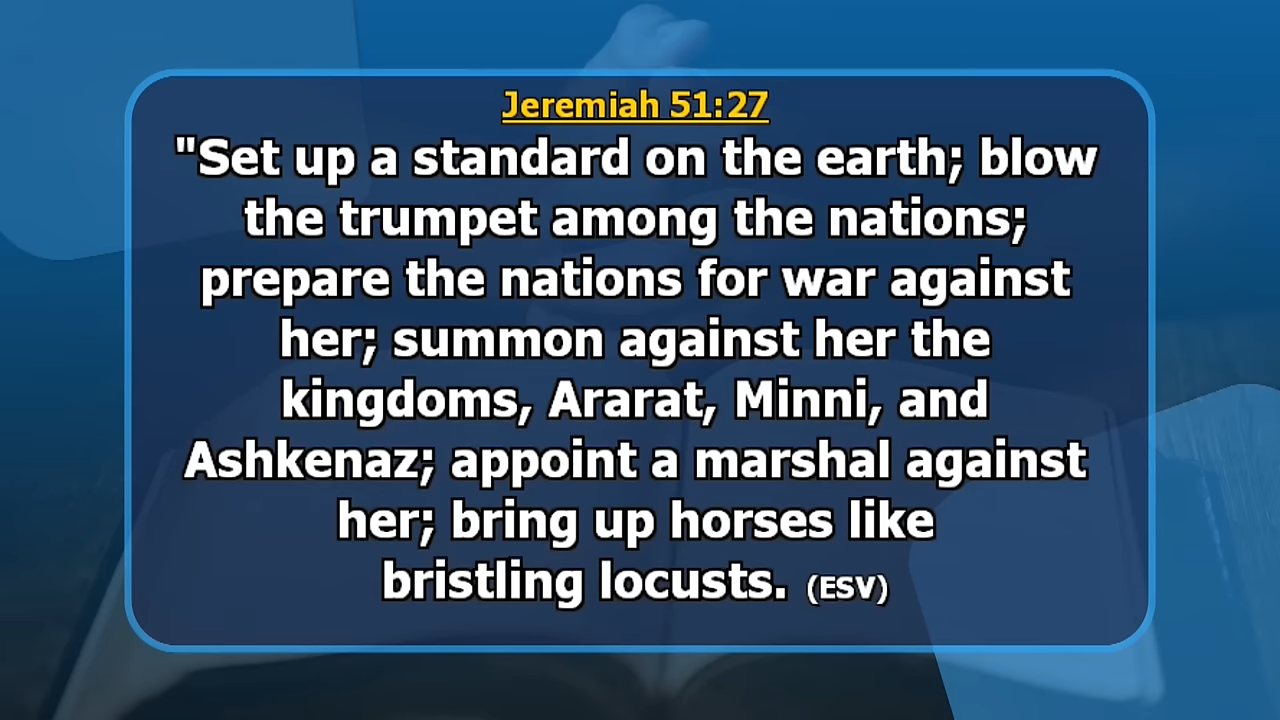 Jeremiah 51:27
"Set up a standard on the earth; blow
the trumpet among the nations;
prepare the nations for war against
her; summon against her the
kingdoms, Ararat, Minni, and
Ashkenaz; appoint a marshal against
her; bring up horses like
bristling locusts. (ESV)